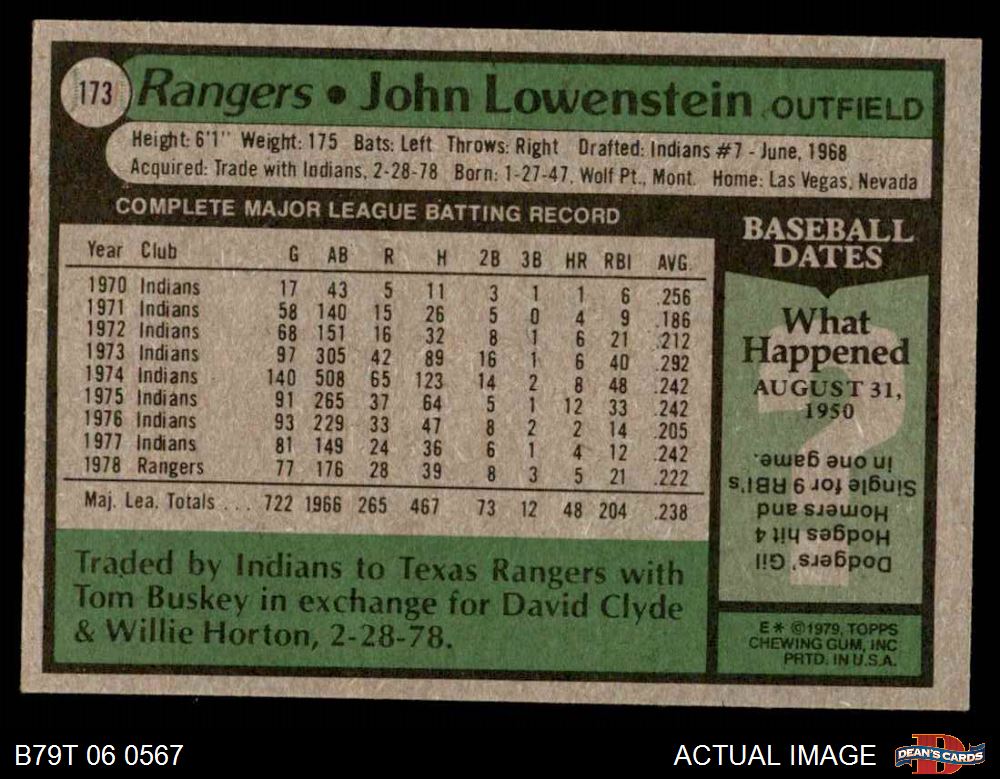 173 Rangers • John Lowenstein OUTFIELD
Height: 6'1" Weight: 175 Bats: Left Throws: Right Drafted: Indians #7 - June, 1968
Acquired: Trade with Indians, 2-28-78 Born: 1-27-47, Wolf Pt., Mont. Home: Las Vegas, Nevada
COMPLETE MAJOR LEAGUE BATTING RECORD
Year Club G AB R H 2B 3B HR RBI AVG.
1970 Indians 17 43 5 11 3 1 1 6 .256
1971 Indians 58 140 15 26 5 0 4 9 .186
1972 Indians 68 151 16 32 8 1 6 21 .212
1973 Indians 97 305 42 89 16 1 6 40 .292
1974 Indians 140 508 65 123 14 2 8 48 .242
1975 Indians 91 265 37 64 5 1 12 33 .242
1976 Indians 93 229 33 47 8 2 2 14 .205
1977 Indians 81 149 24 36 6 1 4 12 .242
1978 Rangers 77 176 28 39 8 3 5 21 .222
Maj. Lea. Totals . . . 722 1966 265 467 73 12 48 204 .238
Traded by Indians to Texas Rangers with
Tom Buskey in exchange for David Clyde
& Willie Horton, 2-28-78.
BASEBALL
DATES
What
Happened
AUGUST 31,
1950
?
Dodgers' Gil
Hodges hit 4
Homers and
Single for 9 RBI's
in one game.
E* ©1979, TOPPS
CHEWING GUM, INC
PRTD. IN U.S.A.
B79T 06 0567
ACTUAL IMAGE
D
DEAN'S CARDS